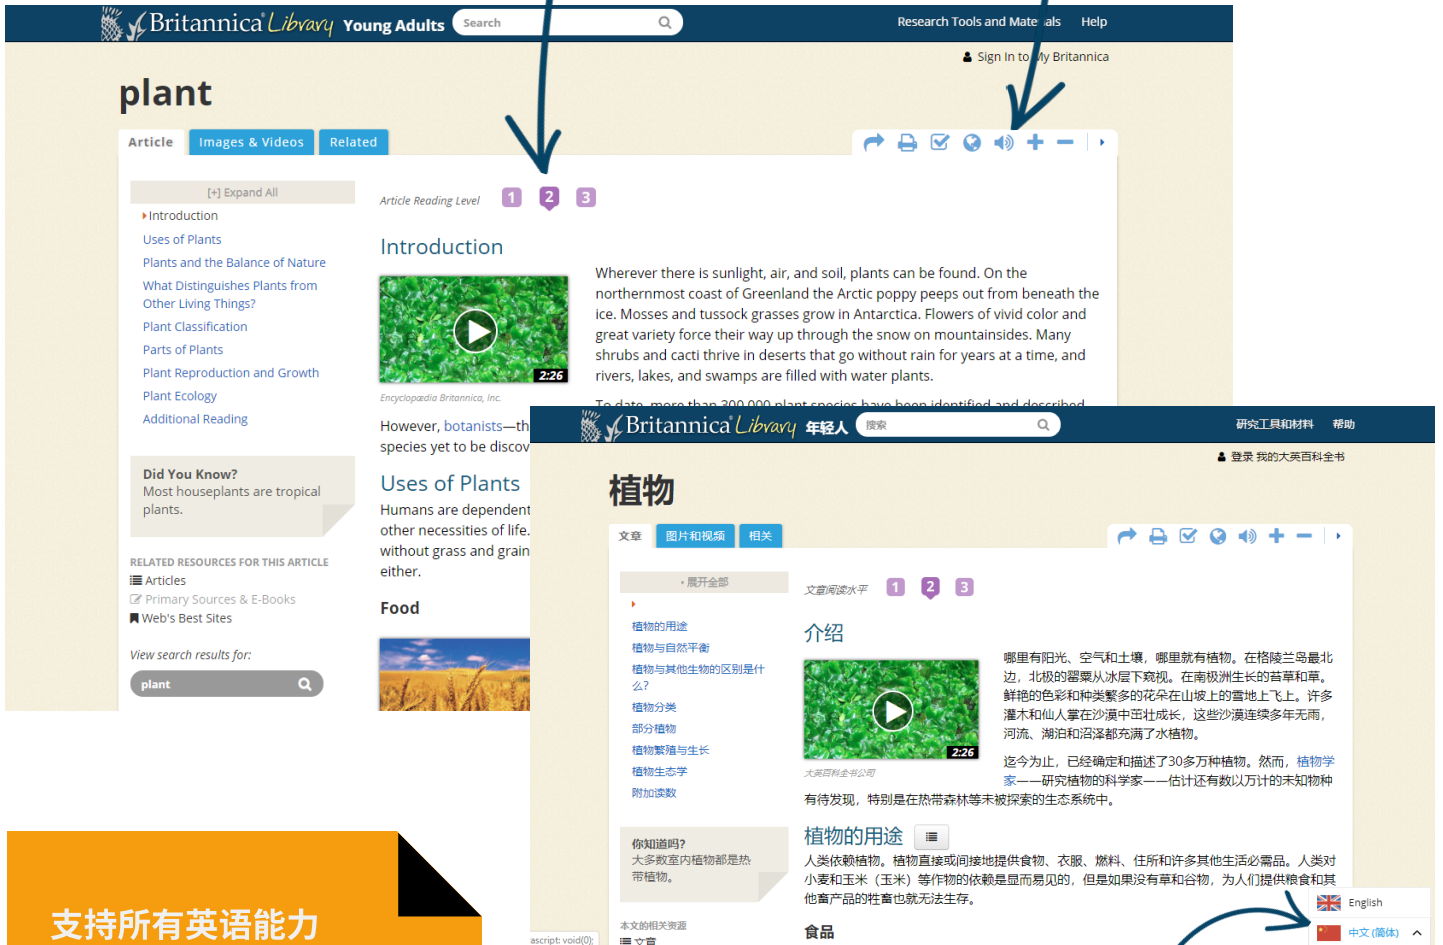 Britannica Library Young Adults
Search
Research Tools and Materials Help
Sign In to My Britannica
plant
Article Images & Videos Related
[+] Expand All
Introduction
Uses of Plants
Plants and the Balance of Nature
What Distinguishes Plants from
Other Living Things?
Plant Classification
Parts of Plants
Plant Reproduction and Growth
Plant Ecology
Additional Reading
Did You Know?
Most houseplants are tropical
plants.
RELATED RESOURCES FOR THIS ARTICLE
Articles
Primary Sources & E-Books
Web's Best Sites
View search results for:
plant
Article Reading Level 1 2 3
Introduction
2:26
Encyclopædia Britannica, Inc.
Wherever there is sunlight, air, and soil, plants can be found. On the
northernmost coast of Greenland the Arctic poppy peeps out from beneath the
ice. Mosses and tussock grasses grow in Antarctica. Flowers of vivid color and
great variety force their way up through the snow on mountainsides. Many
shrubs and cacti thrive in deserts that go without rain for years at a time, and
rivers, lakes, and swamps are filled with water plants.
To date, more than 300,000 plant species have been identified and described.
However, botanists—th
species yet to be discov
Uses of Plants
Humans are dependent
other necessities of life.
without grass and grain
either.
Food
Britannica Library 年轻人
搜索
研究工具和材料 帮助
登录 我的大英百科全书
植物
文章 图片和视频 相关
• 展开全部
植物的用途
植物与自然平衡
植物与其他生物的区别是什
么?
植物分类
部分植物
植物繁殖与生长
植物生态学
附加读数
你知道吗?
大多数室内植物都是热
带植物。
本文的相关资源
文章
文章阅读水平 1 2 3
介绍
2:26
大英百科全书公司
哪里有阳光、空气和土壤，哪里就有植物。在格陵兰岛最北
边，北极的罂粟从冰层下窥视。在南极洲生长的苔草和草。
鲜艳的色彩和种类繁多的花朵在山坡上的雪地上飞上。许多
灌木和仙人掌在沙漠中茁壮成长，这些沙漠连续多年无雨，
河流、湖泊和沼泽都充满了水植物。
迄今为止，已经确定和描述了30多万种植物。然而，植物学
家——研究植物的科学家——估计还有数以万计的未知物种
有待发现，特别是在热带森林等未被探索的生态系统中。
植物的用途
人类依赖植物。植物直接或间接地提供食物、衣服、燃料、住所和许多其他生活必需品。人类对
小麦和玉米（玉米）等作物的依赖是显而易见的，但是如果没有草和谷物，为人们提供粮食和其
他畜产品的牲畜也就无法生存。
食品
English
中文 (简体)
ascript: void(0);
支持所有英语能力